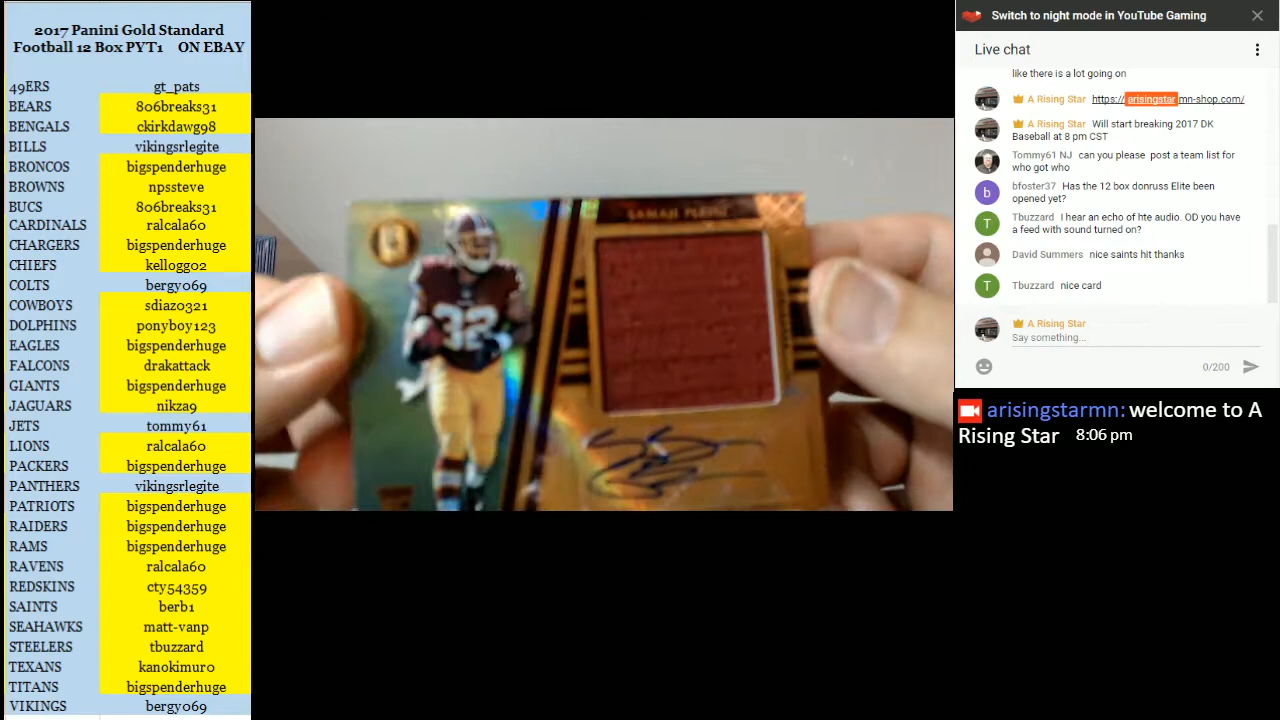 2017 Panini Gold Standard
Football 12 Box PYT1 ON EBAY
49ERS gt_pats
BEARS 806breaks31
BENGALS ckirkdawg98
BILLS vikingsrlegite
BRONCOS bigspenderhuge
BROWNS npssteve
BUCS 806breaks31
CARDINALS ralcala60
CHARGERS bigspenderhuge
CHIEFS kellogg02
COLTS bergy069
COWBOYS sdiaz0321
DOLPHINS ponyboy123
EAGLES bigspenderhuge
FALCONS drakattack
GIANTS bigspenderhuge
JAGUARS nikza9
JETS tommy61
LIONS ralcala60
PACKERS bigspenderhuge
PANTHERS vikingsrlegite
PATRIOTS bigspenderhuge
RAIDERS bigspenderhuge
RAMS bigspenderhuge
RAVENS ralcala60
REDSKINS cty54359
SAINTS berb1
SEAHAWKS matt-vanp
STEELERS tbuzzard
TEXANS kanokimuro
TITANS bigspenderhuge
VIKINGS bergy069
SAMAJE PERINE
32
Switch to night mode in YouTube Gaming
Live chat
like there is a lot going on
A Rising Star https://arisingstarmn-shop.com/
A Rising Star Will start breaking 2017 DK
Baseball at 8 pm CST
Tommy61 NJ can you please post a team list for
who got who
b
bfoster37 Has the 12 box donruss Elite been
opened yet?
T
Tbuzzard I hear an echo of hte audio. OD you have
a feed with sound turned on?
David Summers nice saints hit thanks
T
Tbuzzard nice card
A Rising Star
Say something...
0/200
arisingstarmn: welcome to A
Rising Star 8:06 pm